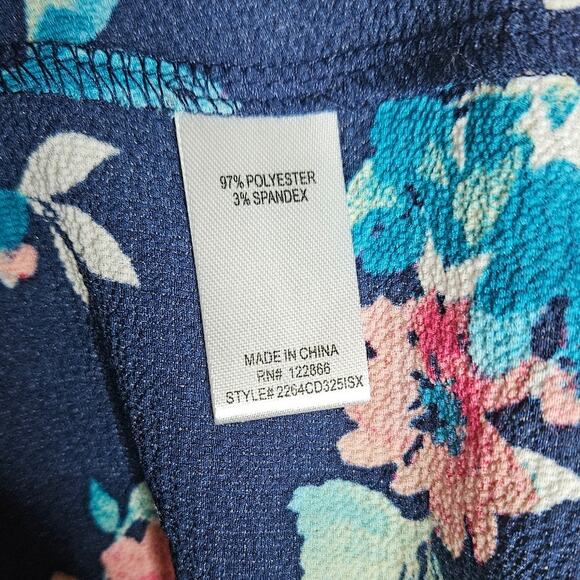 97% POLYESTER
3% SPANDEX
MADE IN CHINA
RN# 122866
STYLE# 2264CD325ISX